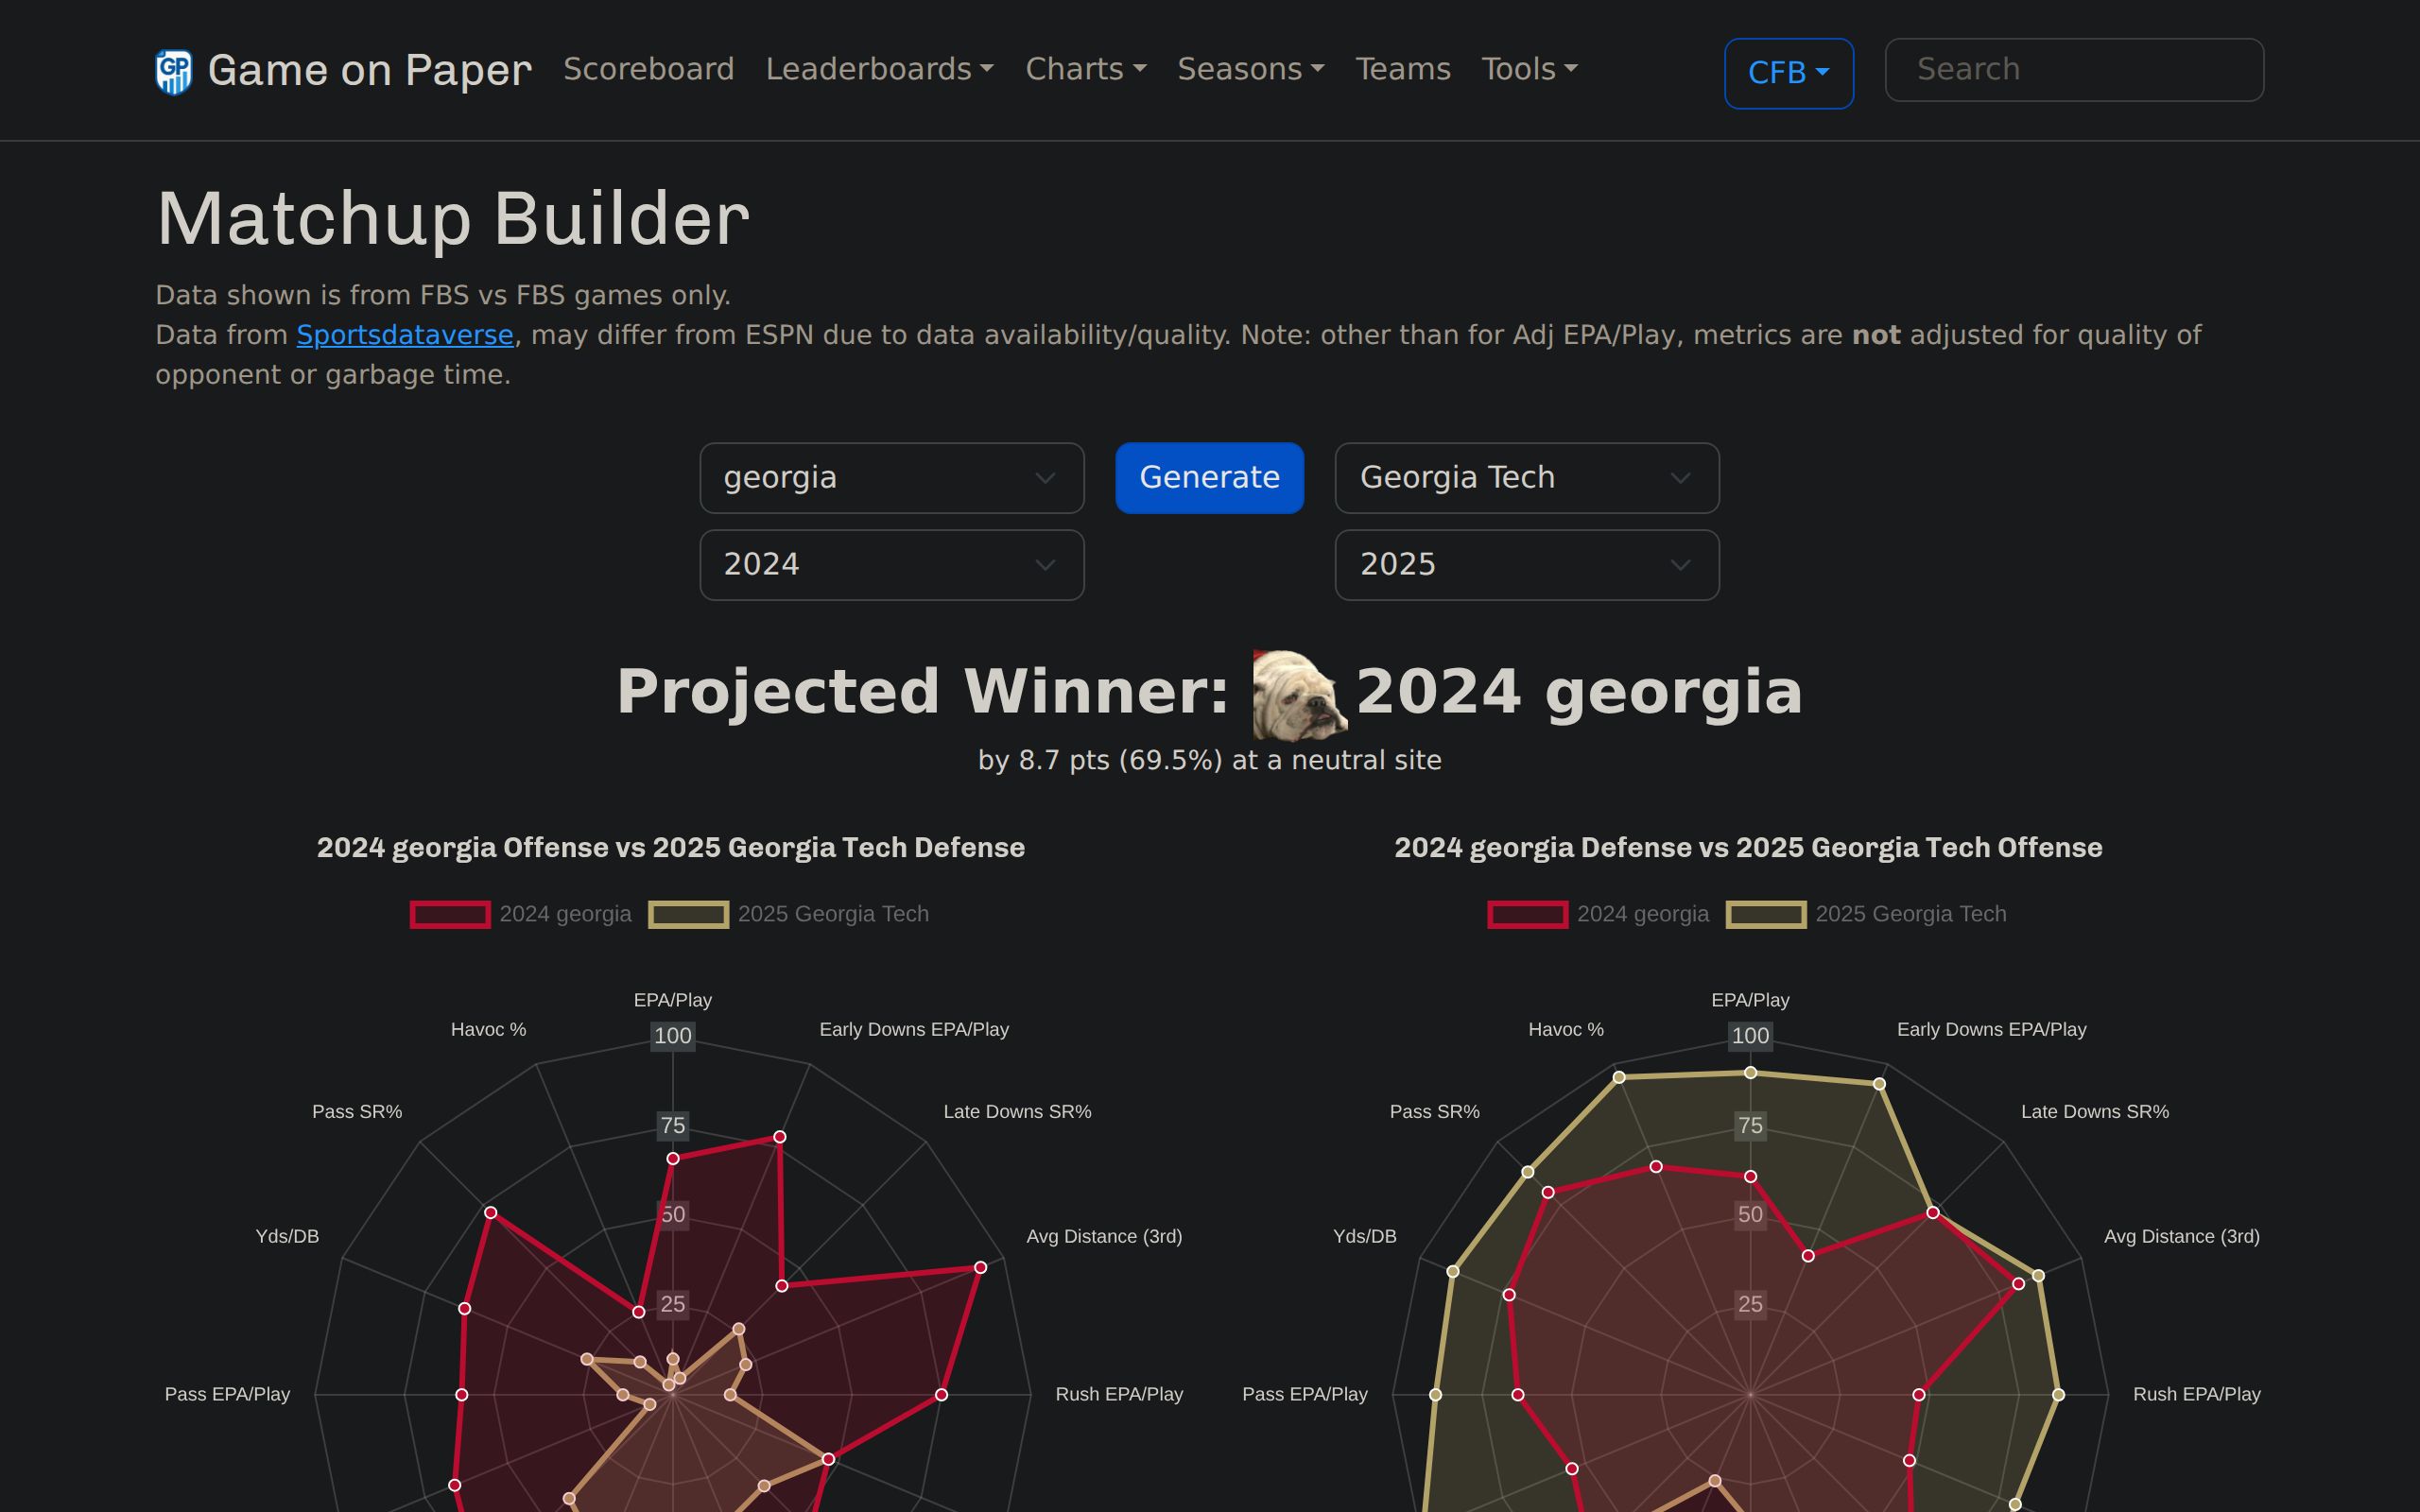 GP Game on Paper Scoreboard Leaderboards Charts Seasons Teams Tools CFB Search
Matchup Builder
Data shown is from FBS vs FBS games only.
Data from Sportsdataverse, may differ from ESPN due to data availability/quality. Note: other than for Adj EPA/Play, metrics are not adjusted for quality of
opponent or garbage time.
georgia Generate Georgia Tech
2024 2025
Projected Winner: 2024 georgia
by 8.7 pts (69.5%) at a neutral site
2024 georgia Offense vs 2025 Georgia Tech Defense
2024 georgia 2025 Georgia Tech
EPA/Play
Havoc % Early Downs EPA/Play
100
Pass SR% Late Downs SR%
75
50
Yds/DB Avg Distance (3rd)
25
Pass EPA/Play Rush EPA/Play
2024 georgia Defense vs 2025 Georgia Tech Offense
2024 georgia 2025 Georgia Tech
EPA/Play
Havoc % Early Downs EPA/Play
100
Pass SR% Late Downs SR%
75
50
Yds/DB Avg Distance (3rd)
25
Pass EPA/Play Rush EPA/Play